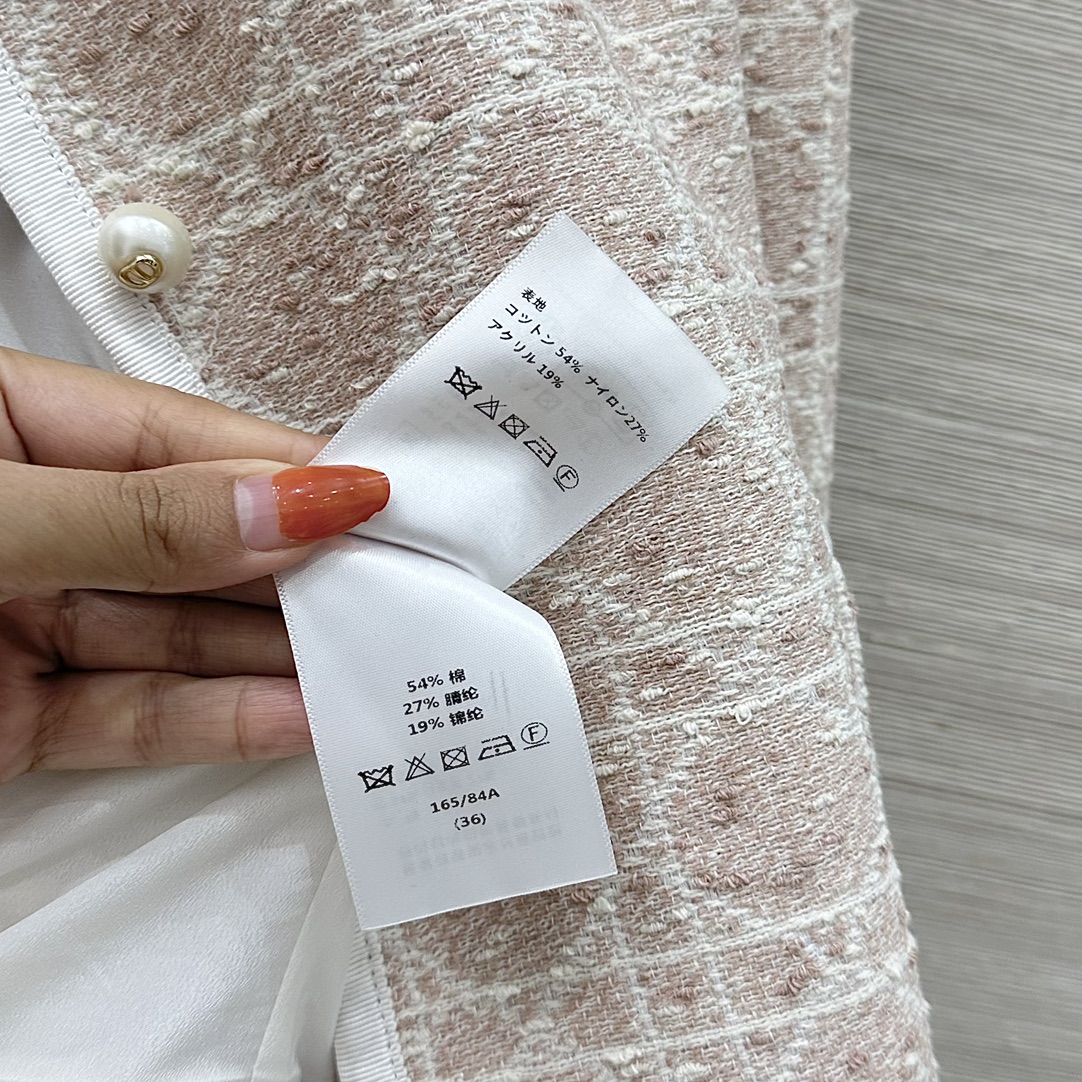 表地
コットン 54% ナイロン27%
アクリル 19%
F
54% 棉
27% 腈纶
19% 锦纶
F
165/84A
(36)